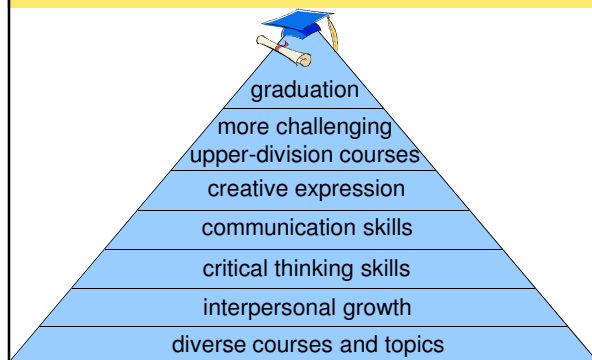 graduation
more challenging
upper-division courses
creative expression
communication skills
critical thinking skills
interpersonal growth
diverse courses and topics